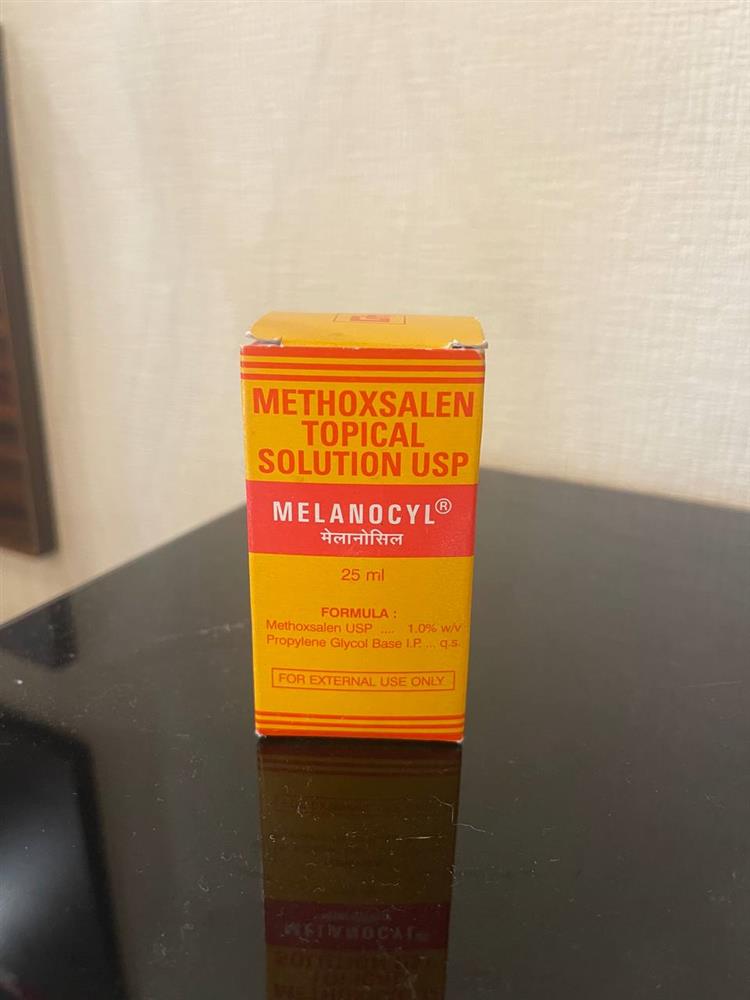 METHOXSALEN
TOPICAL
SOLUTION USP
MELANOCYL®
मेलानोसिल
25 ml
FORMULA :
Methoxsalen USP .... 1.0% w/v
Propylene Glycol Base I.P. ... q.s.
FOR EXTERNAL USE ONLY